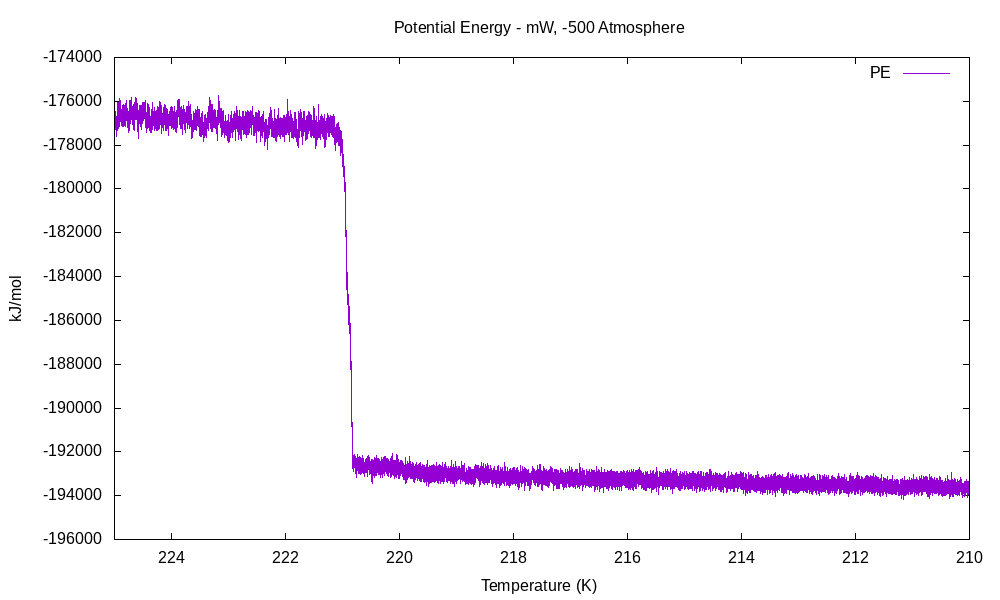 Potential Energy - mW, -500 Atmosphere
PE
-174000
-176000
-178000
-180000
-182000
-184000
-186000
-188000
-190000
-192000
-194000
-196000
kJ/mol
224 222 220 218 216 214 212 210
Temperature (K)